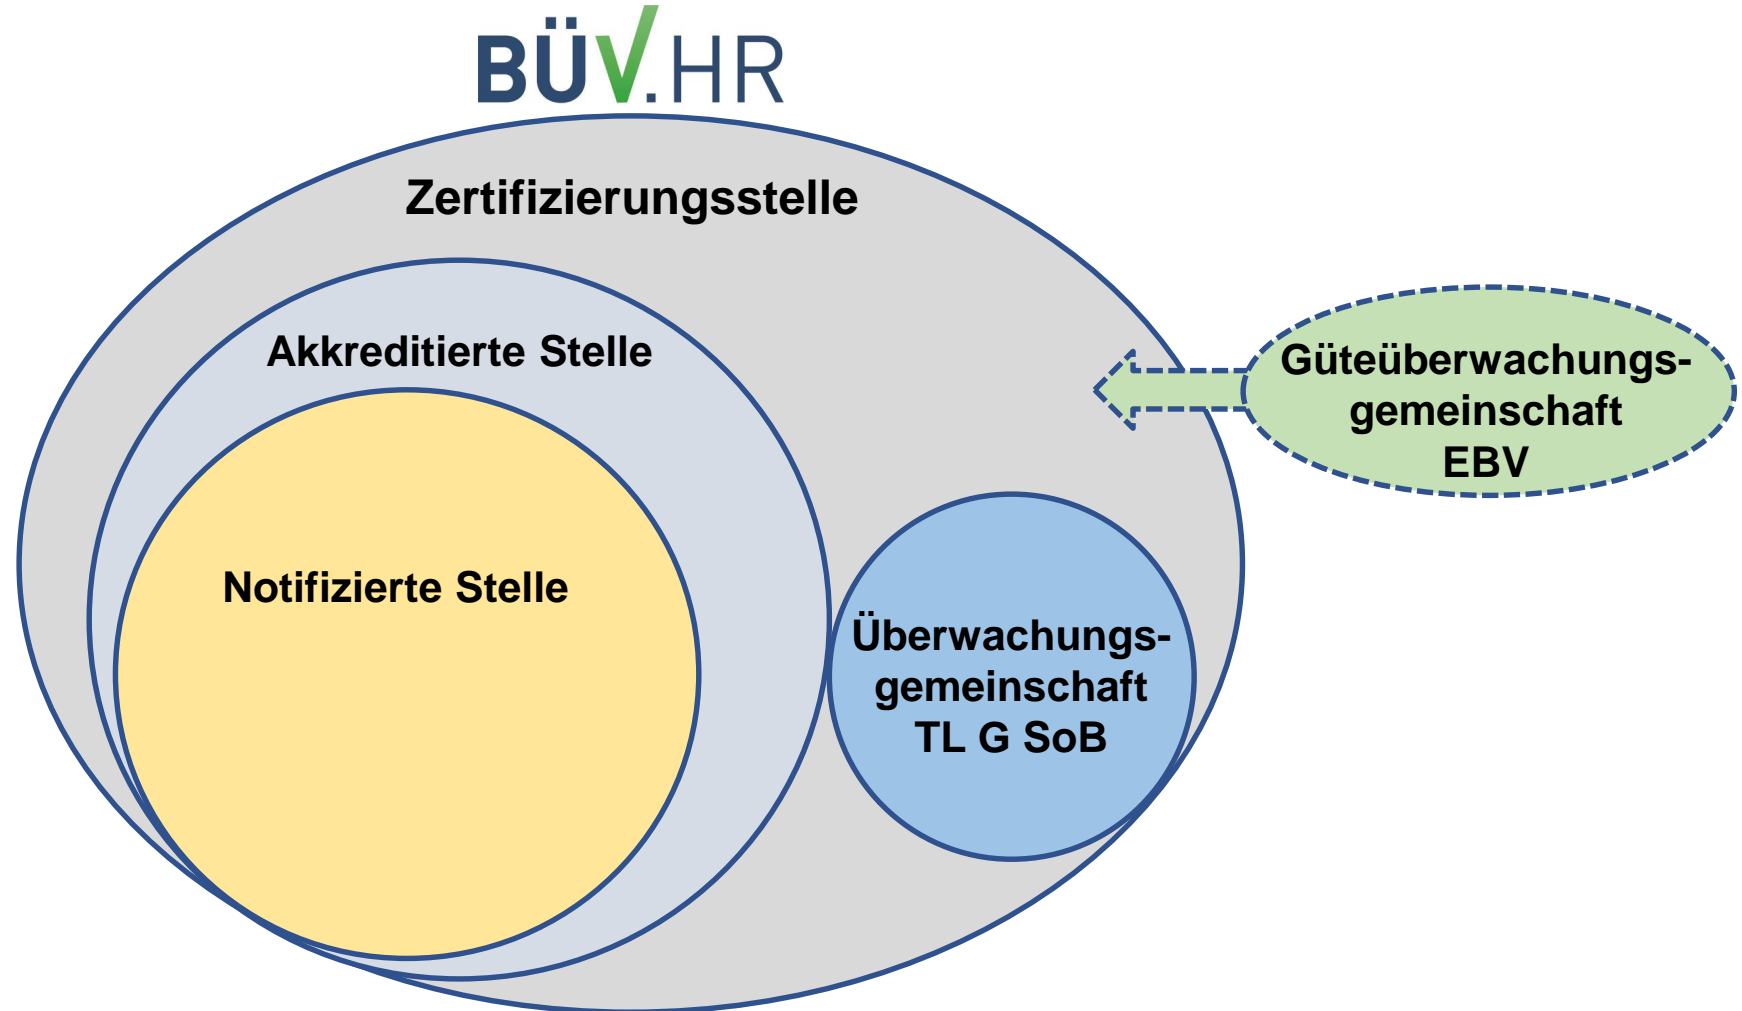 BÜV.HR
Zertifizierungsstelle
Akkreditierte Stelle
Notifizierte Stelle
Überwachungs-
gemeinschaft
TL G SoB
Güteüberwachungs-
gemeinschaft
EBV